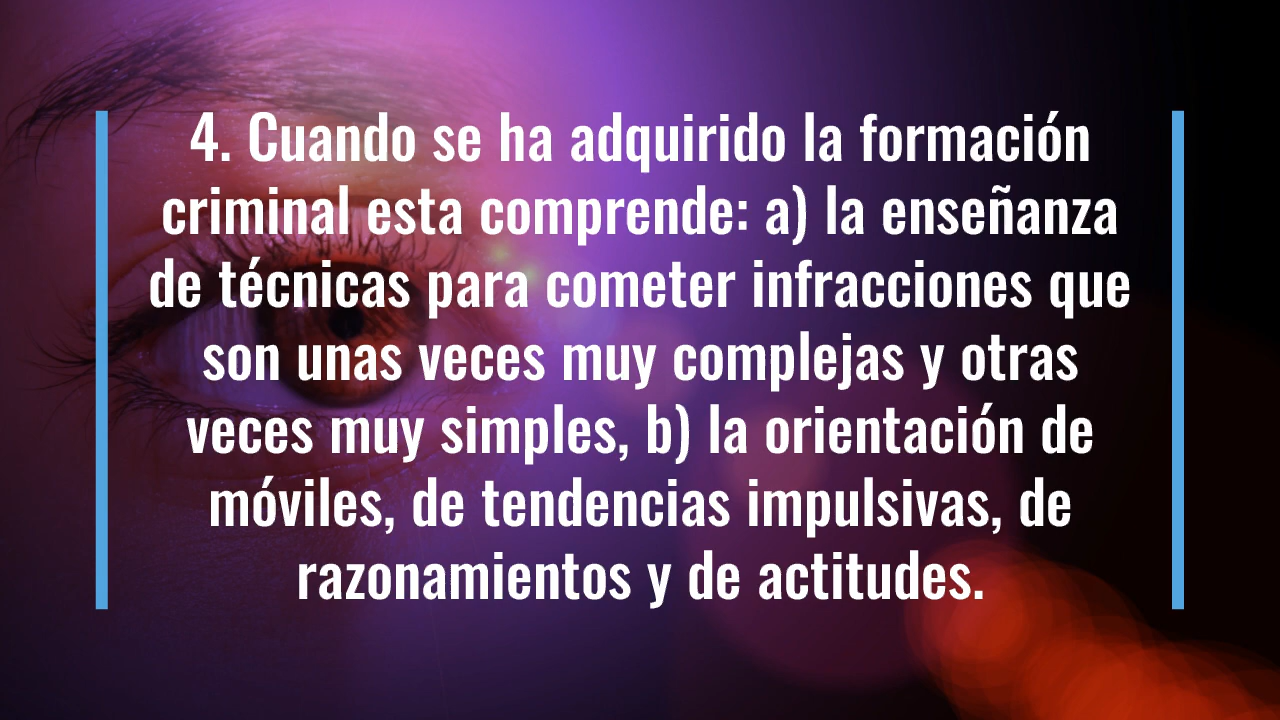 4. Cuando se ha adquirido la formación
criminal esta comprende: a) la enseñanza
de técnicas para cometer infracciones que
son unas veces muy complejas y otras
veces muy simples, b) la orientación de
móviles, de tendencias impulsivas, de
razonamientos y de actitudes.